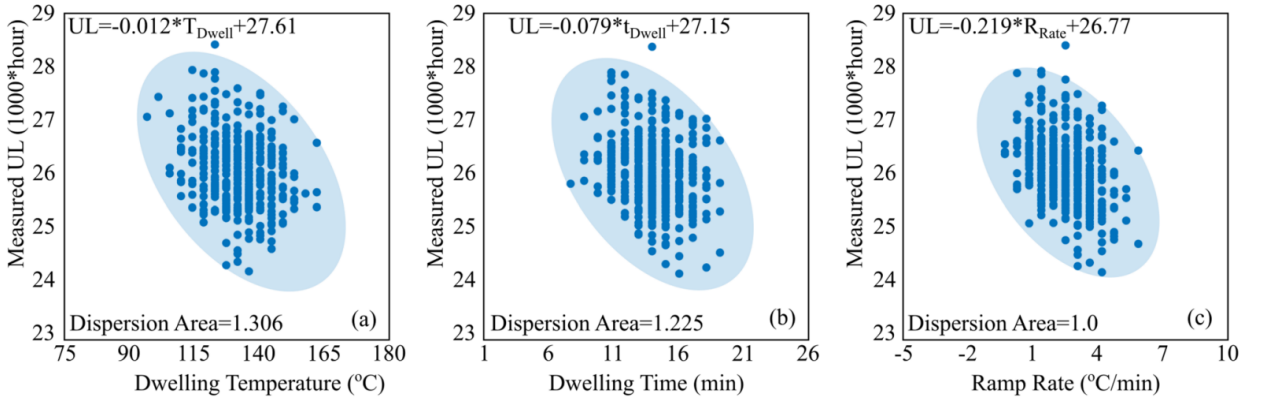 UL=-0.012*T_Dwell+27.61
Measured UL (1000*hour)
29
28
27
26
25
24
23
Dispersion Area=1.306
(a)
75 90 115 140 165 180
Dwelling Temperature (ºC)
UL=-0.079*t_Dwell+27.15
Measured UL (1000*hour)
29
28
27
26
25
24
23
Dispersion Area=1.225
(b)
1 6 11 16 21 26
Dwelling Time (min)
UL=-0.219*R_Rate+26.77
Measured UL (1000*hour)
29
28
27
26
25
24
23
Dispersion Area=1.0
(c)
-5 -2 1 4 7 10
Ramp Rate (ºC/min)